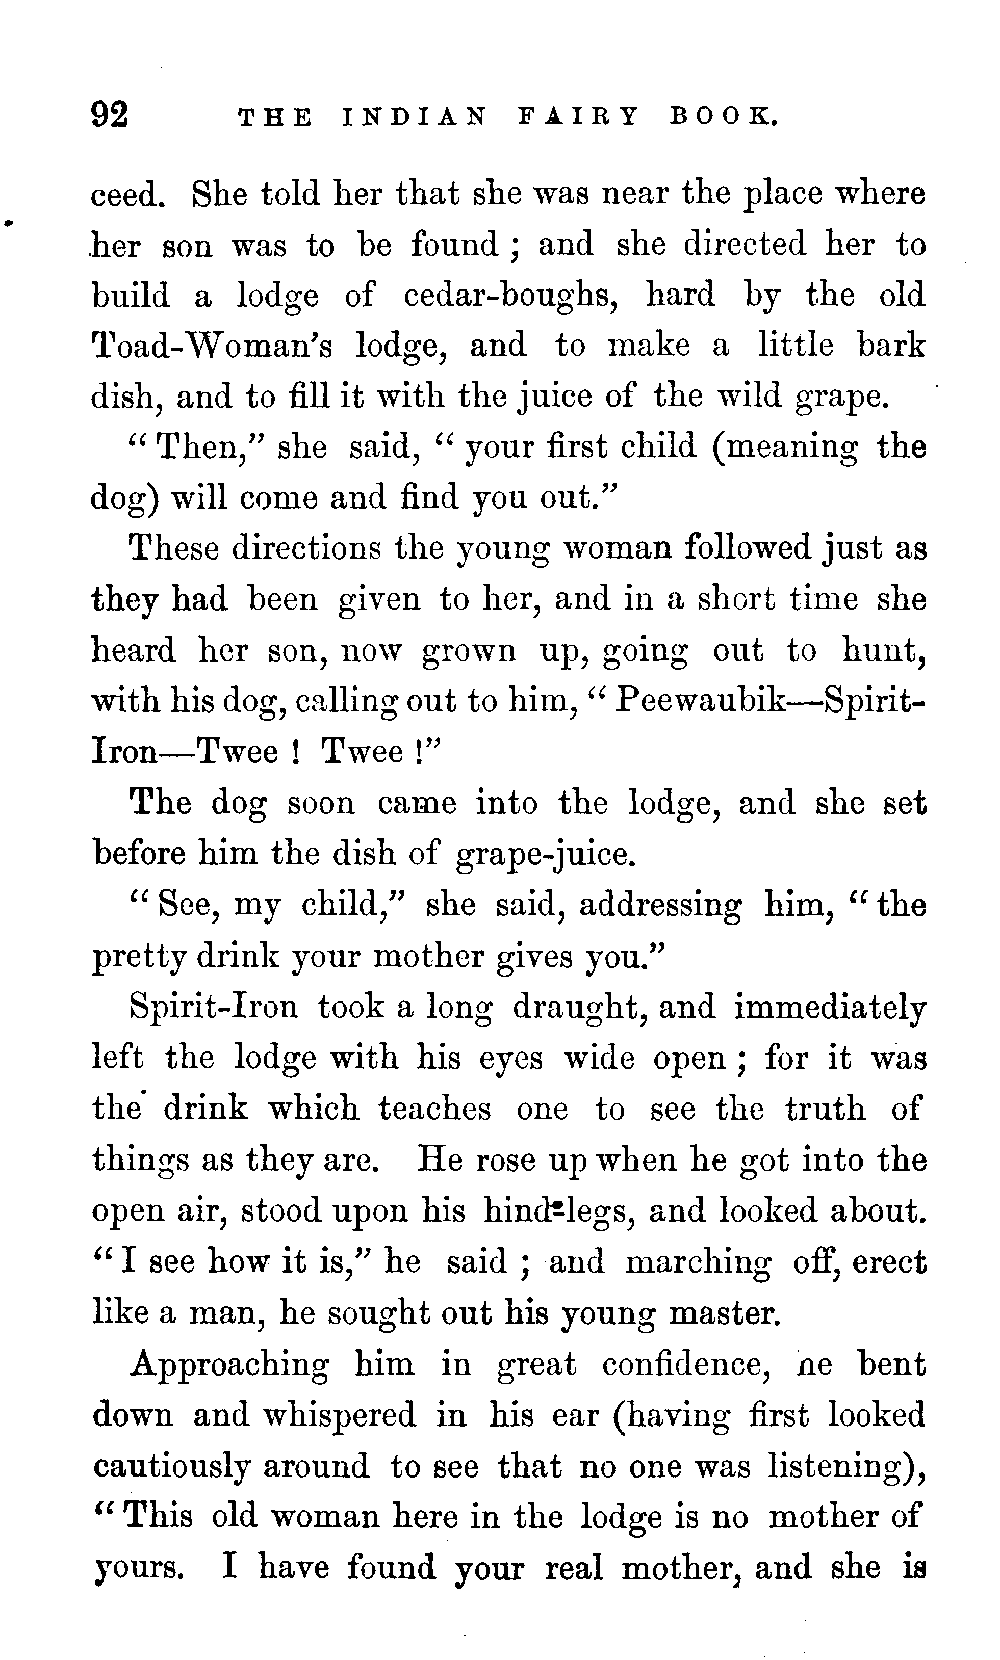 92 THE INDIAN FAIRY BOOK.
ceed. She told her that she was near the place where
her son was to be found ; and she directed her to
build a lodge of cedar-boughs, hard by the old
Toad-Woman's lodge, and to make a little bark
dish, and to fill it with the juice of the wild grape.
“ Then,” she said, “ your first child (meaning the
dog) will come and find you out.”
These directions the young woman followed just as
they had been given to her, and in a short time she
heard her son, now grown up, going out to hunt,
with his dog, calling out to him, “ Peewaubik—Spirit-
Iron—Twee ! Twee !”
The dog soon came into the lodge, and she set
before him the dish of grape-juice.
“ See, my child,” she said, addressing him, “ the
pretty drink your mother gives you.”
Spirit-Iron took a long draught, and immediately
left the lodge with his eyes wide open ; for it was
the drink which teaches one to see the truth of
things as they are. He rose up when he got into the
open air, stood upon his hind-legs, and looked about.
“ I see how it is,” he said ; and marching off, erect
like a man, he sought out his young master.
Approaching him in great confidence, he bent
down and whispered in his ear (having first looked
cautiously around to see that no one was listening),
“ This old woman here in the lodge is no mother of
yours. I have found your real mother, and she is